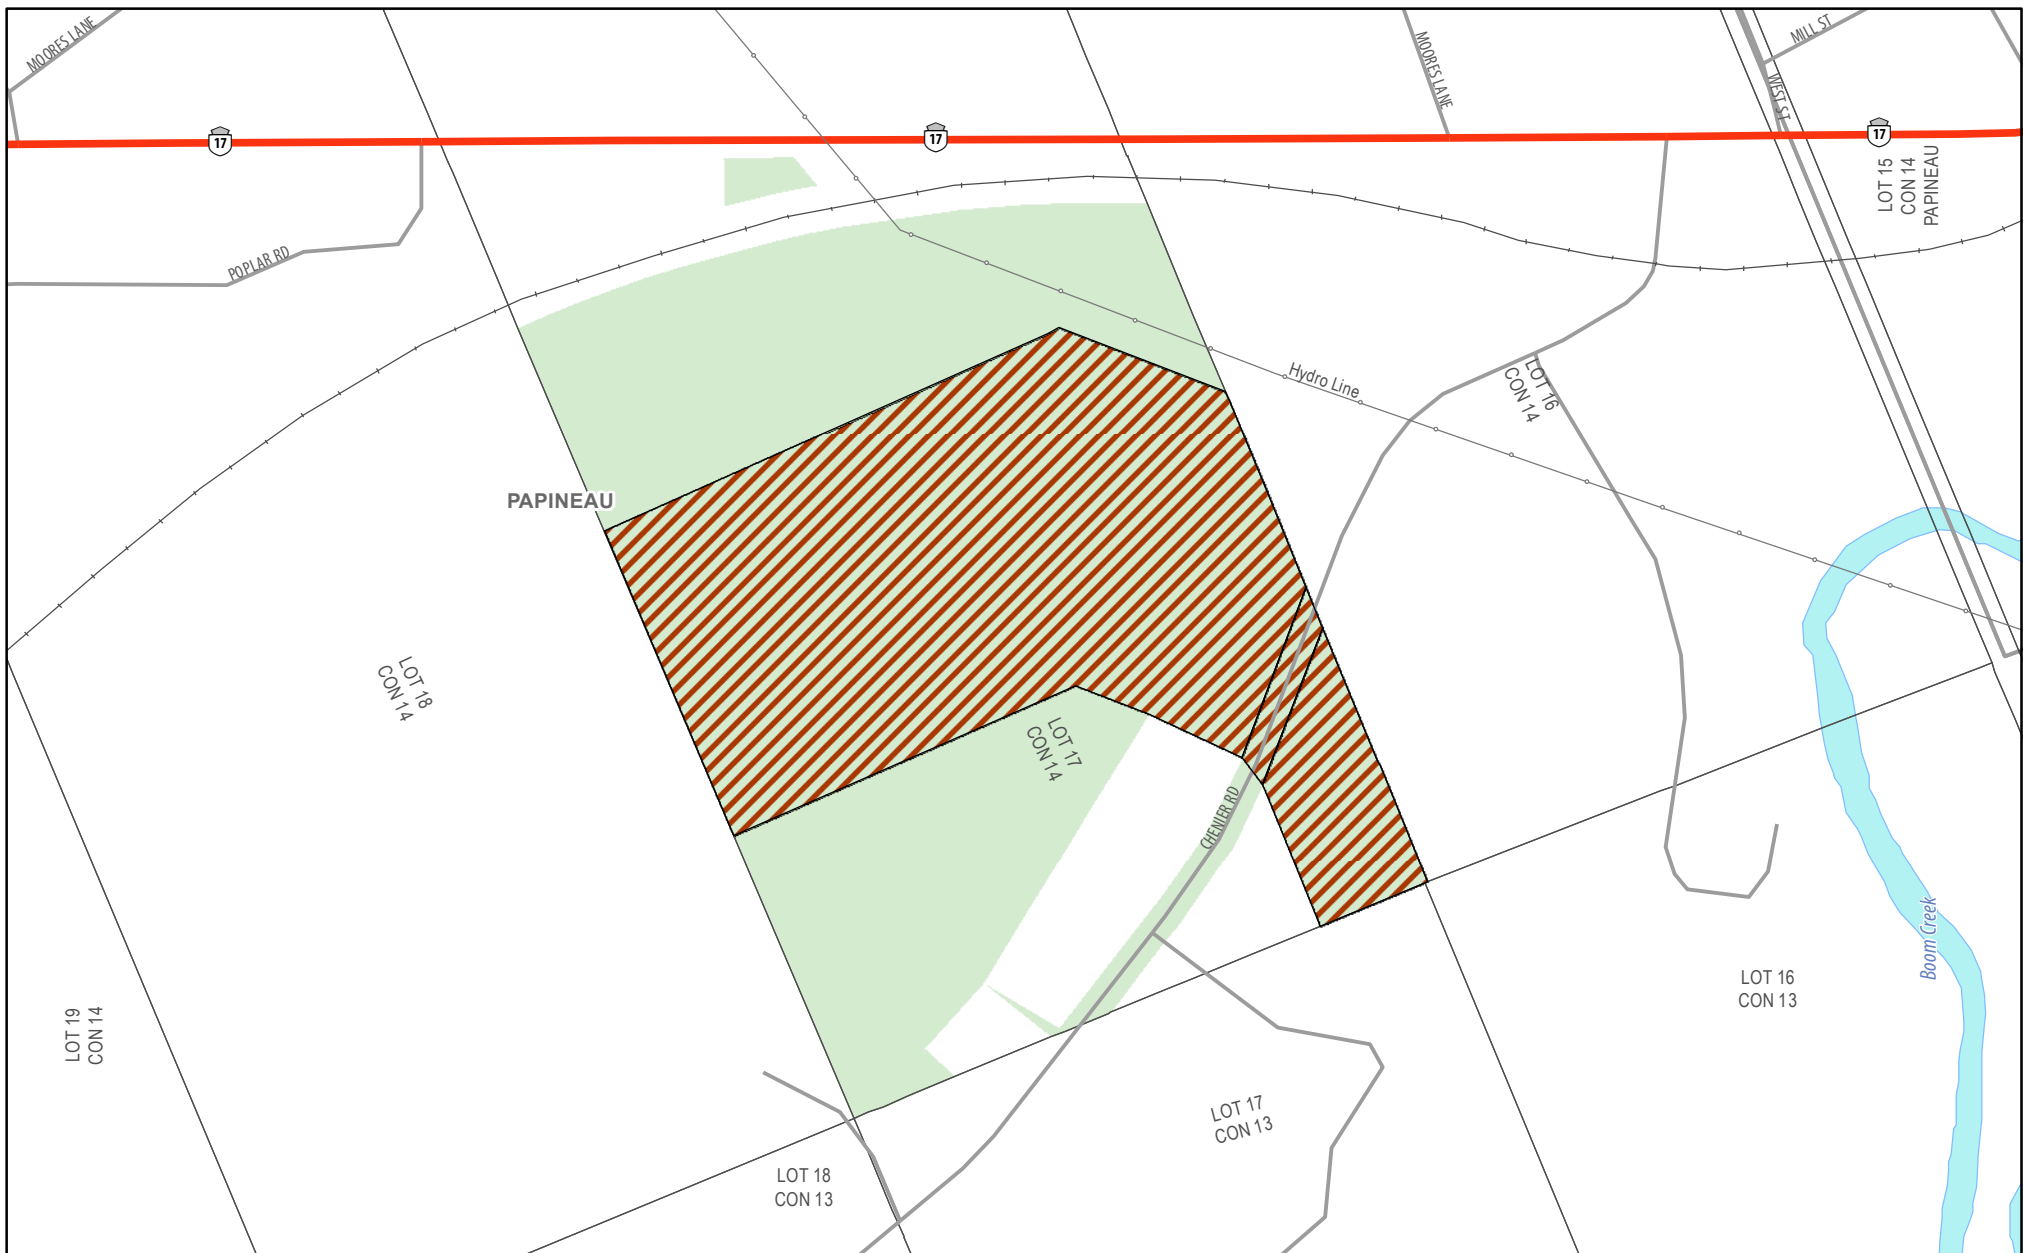 MOORES LANE
MOORES LANE
MILL ST
WEST ST
17
17
17
LOT 15
CON 14
PAPINEAU
POPLAR RD
Hydro Line
LOT 16
CON 14
PAPINEAU
LOT 18
CON 14
LOT 17
CON 14
CHENIER RD
Boom Creek
LOT 16
CON 13
LOT 19
CON 14
LOT 17
CON 13
LOT 18
CON 13